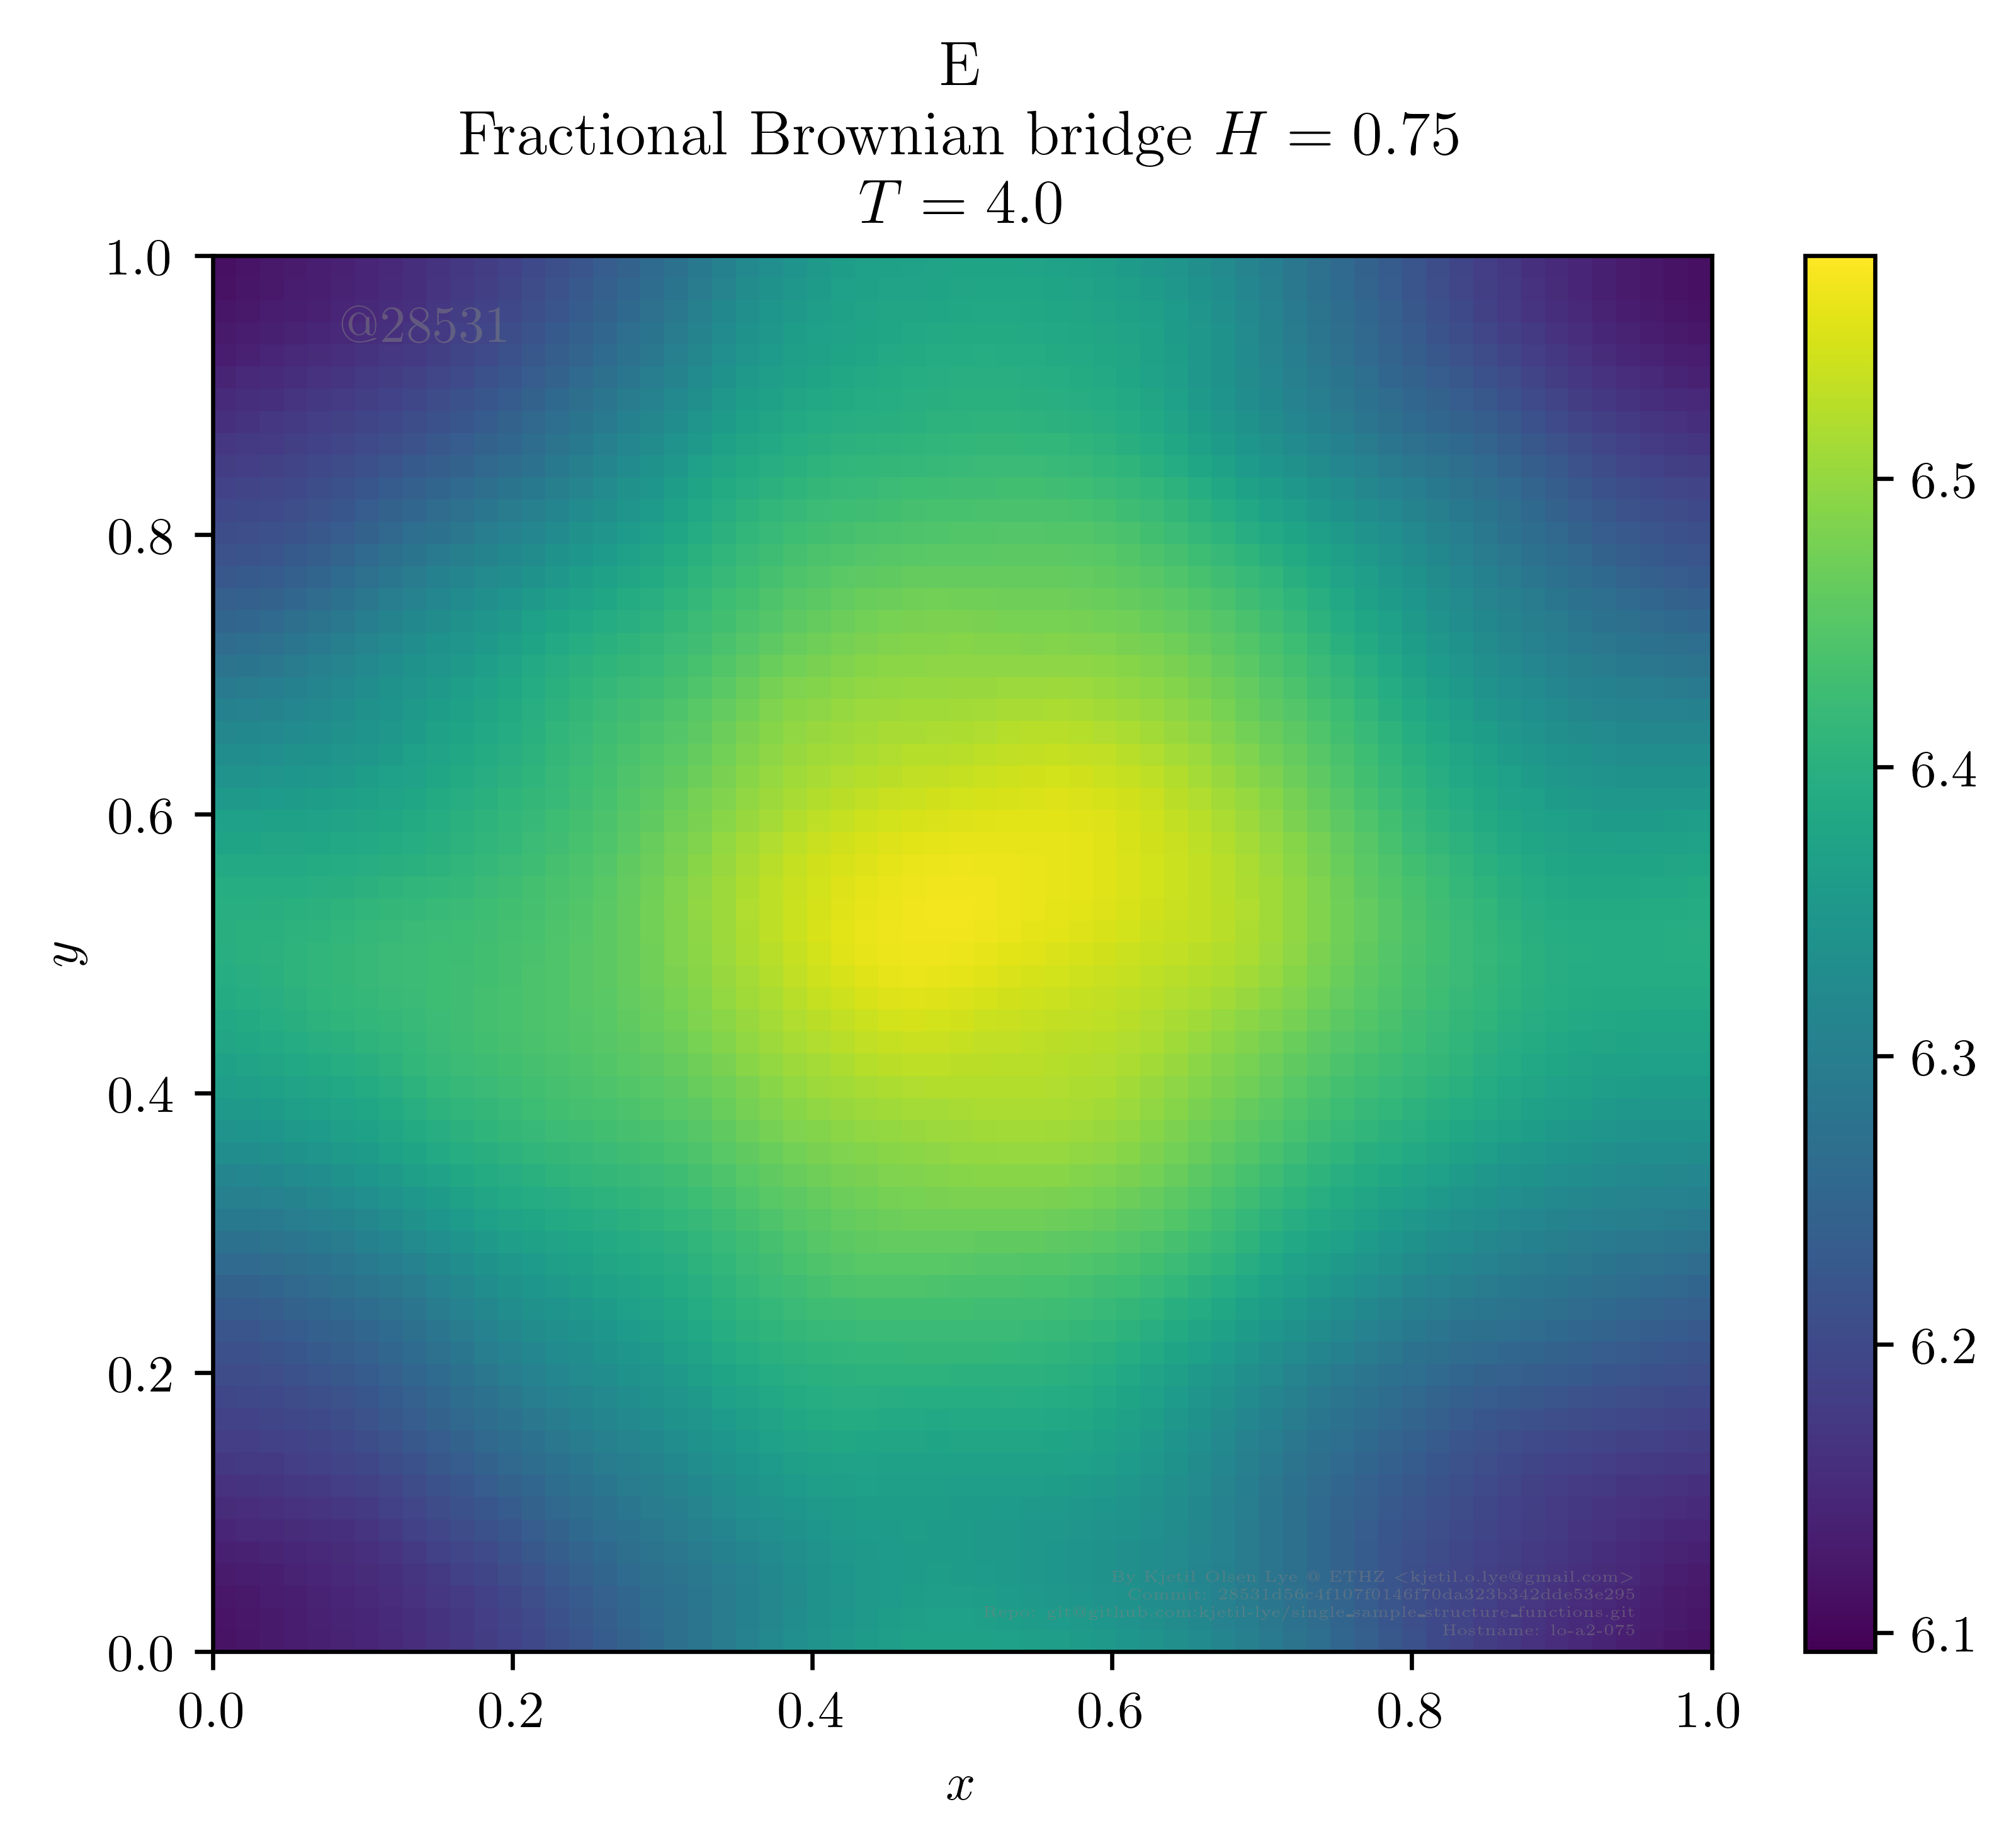 E
Fractional Brownian bridge H = 0.75
T = 4.0
@28531
1.0
0.8
0.6
0.4
0.2
0.0
y
0.0 0.2 0.4 0.6 0.8 1.0
x
6.5
6.4
6.3
6.2
6.1
By Kjetil Olsen Lye @ ETHZ <kjetil.o.lye@gmail.com>
Commit: 28531d56c4f107f0146f70da323b342dde53e295
Repo: git@github.com:kjetil-lye/single_sample_structure_functions.git
Hostname: lo-a2-075